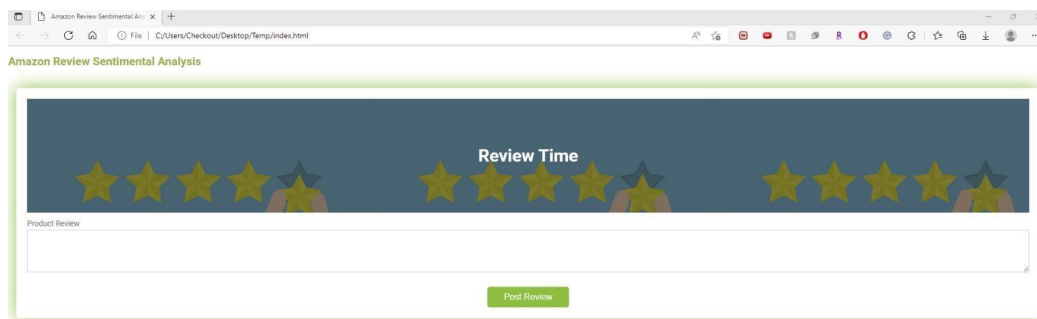 Amazon Review Sentimental An
File | C:/Users/Checkout/Desktop/Temp/index.html
Amazon Review Sentimental Analysis
Review Time
Product Review
Post Review